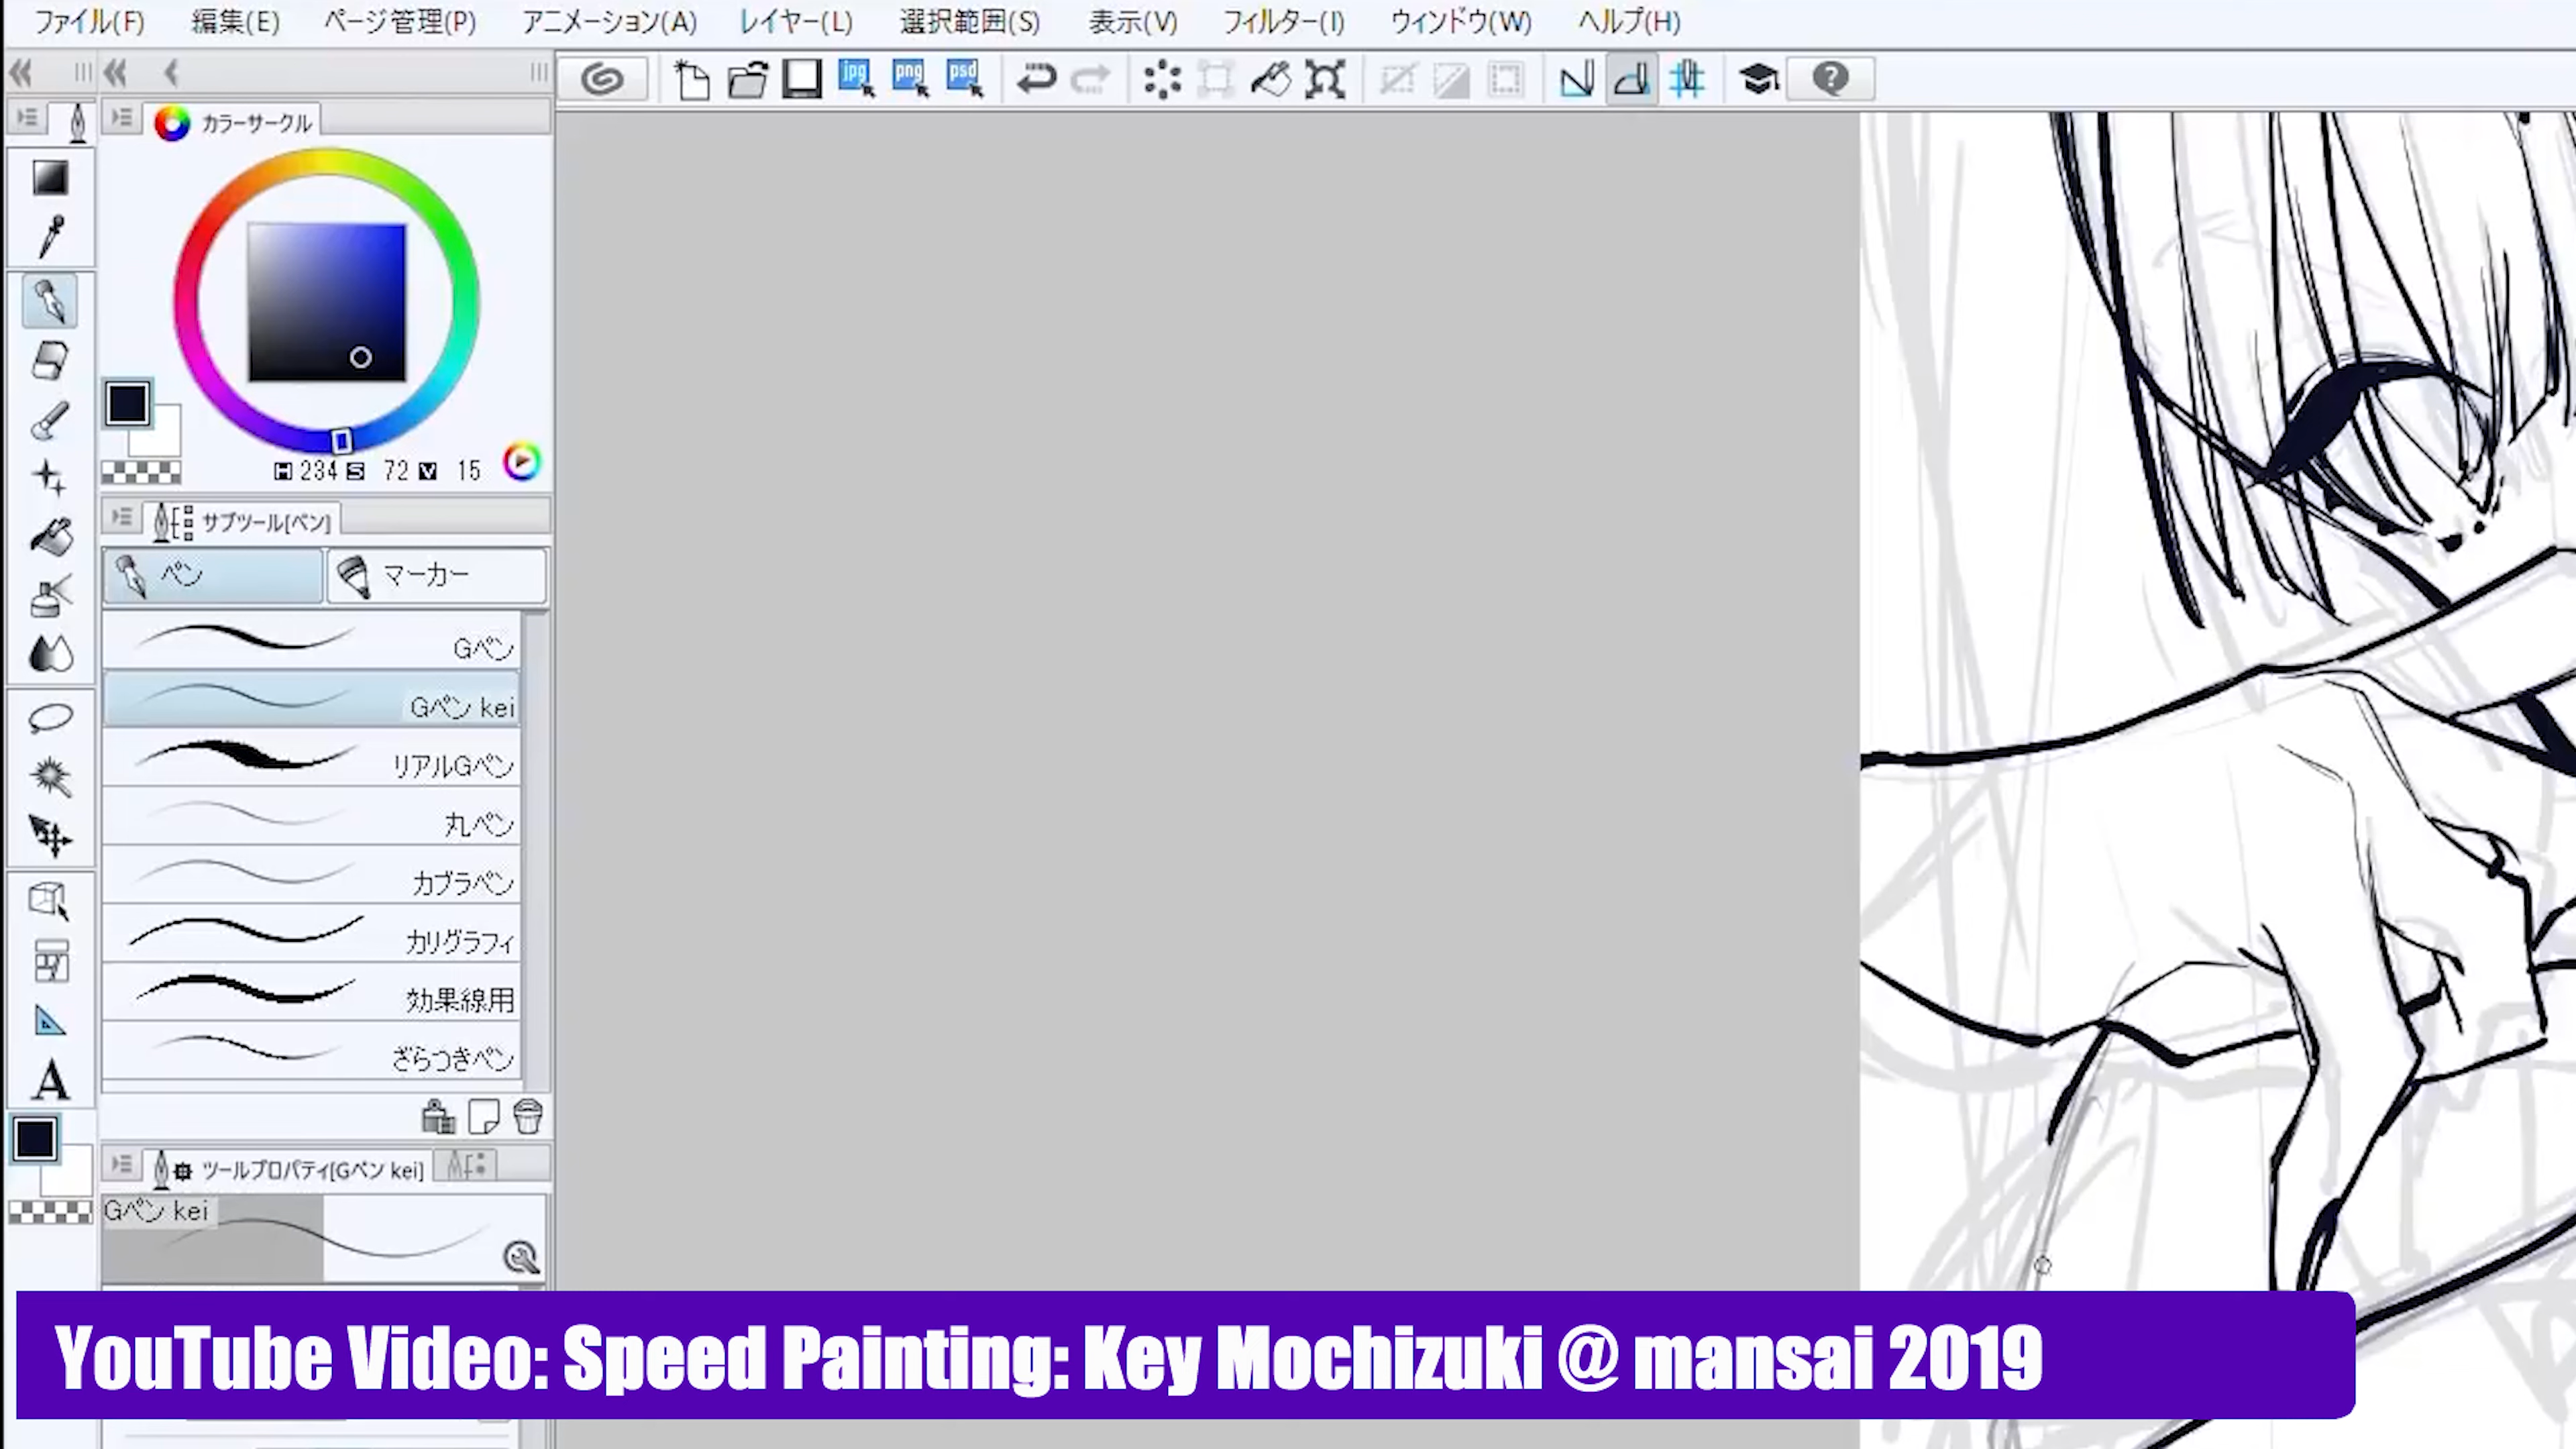 ファイル(F) 編集(E) ページ管理(P) アニメーション(A) レイヤー(L) 選択範囲(S) 表示(V) フィルター(I) ウィンドウ(W) ヘルプ(H)
jpg png psd
カラーサークル
H 234 S 72 V 15
サブツール[ペン]
ペン マーカー
Gペン
Gペン kei
リアルGペン
丸ペン
カブラペン
カリグラフィ
効果線用
ざらつきペン
A
ツールプロパティ[Gペン kei]
Gペン kei
YouTube Video: Speed Painting: Key Mochizuki @ mansai 2019